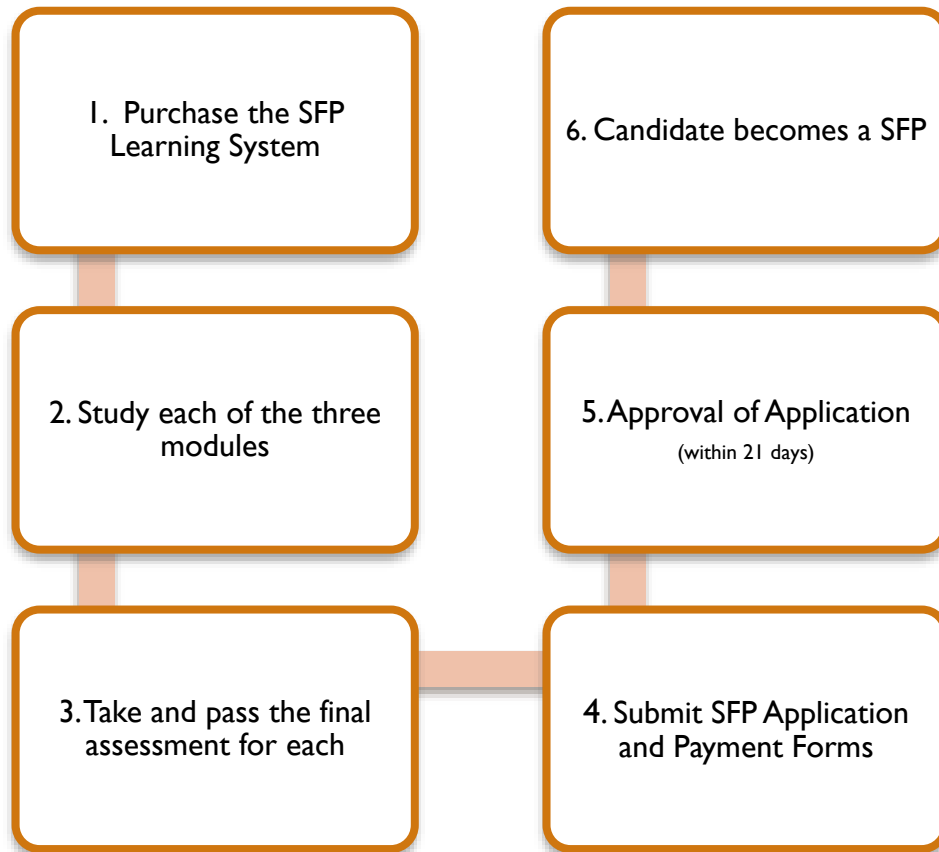 1. Purchase the SFP
Learning System
2. Study each of the three
modules
3. Take and pass the final
assessment for each
4. Submit SFP Application
and Payment Forms
5. Approval of Application
(within 21 days)
6. Candidate becomes a SFP